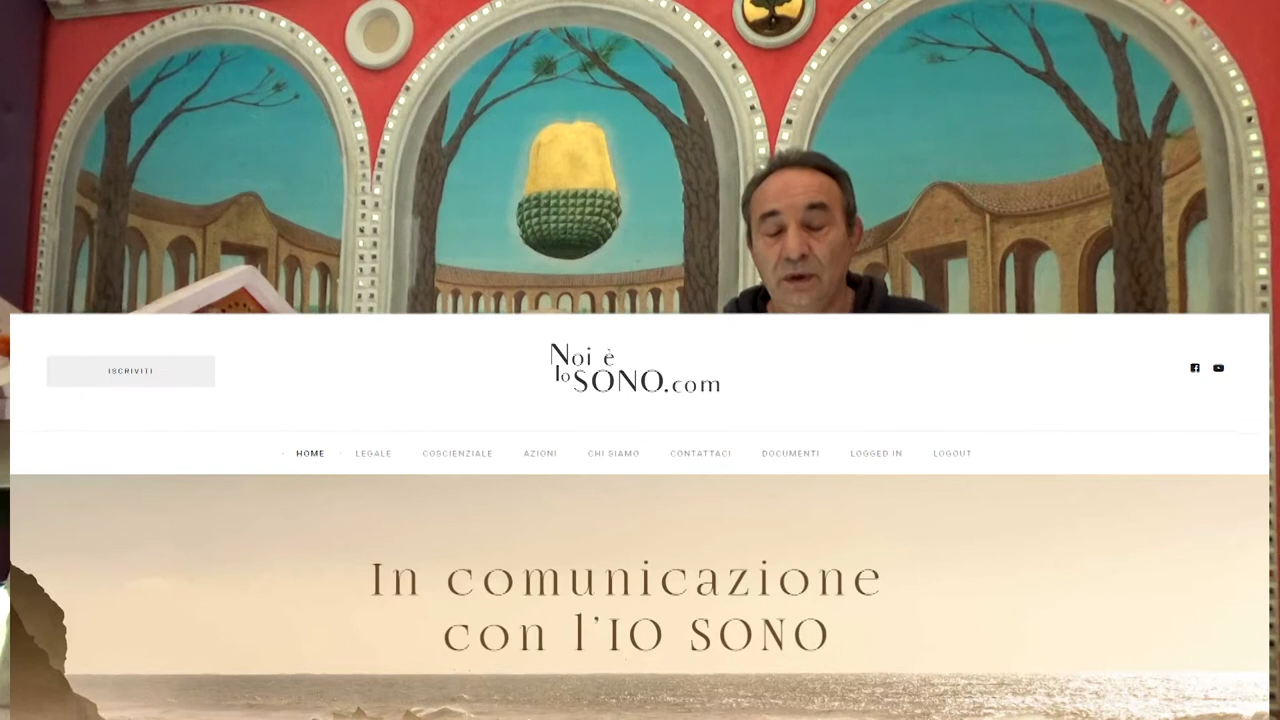 ISCRIVITI
Noi è
Io SONO.com
HOME LEGALE COSCIENZIALE AZIONI CHI SIAMO CONTATTACI DOCUMENTI LOGGED IN LOGOUT
In comunicazione
con l'IO SONO